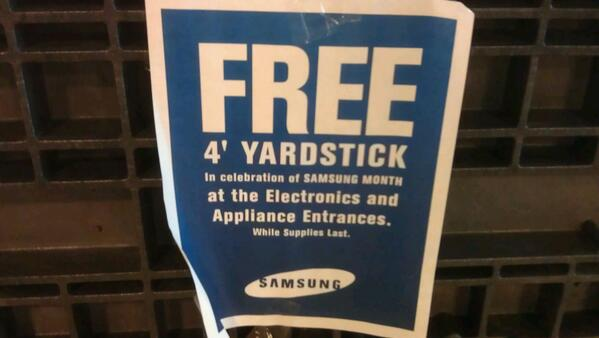 FREE
4' YARDSTICK
In celebration of SAMSUNG MONTH
at the Electronics and
Appliance Entrances.
While Supplies Last.
SAMSUNG